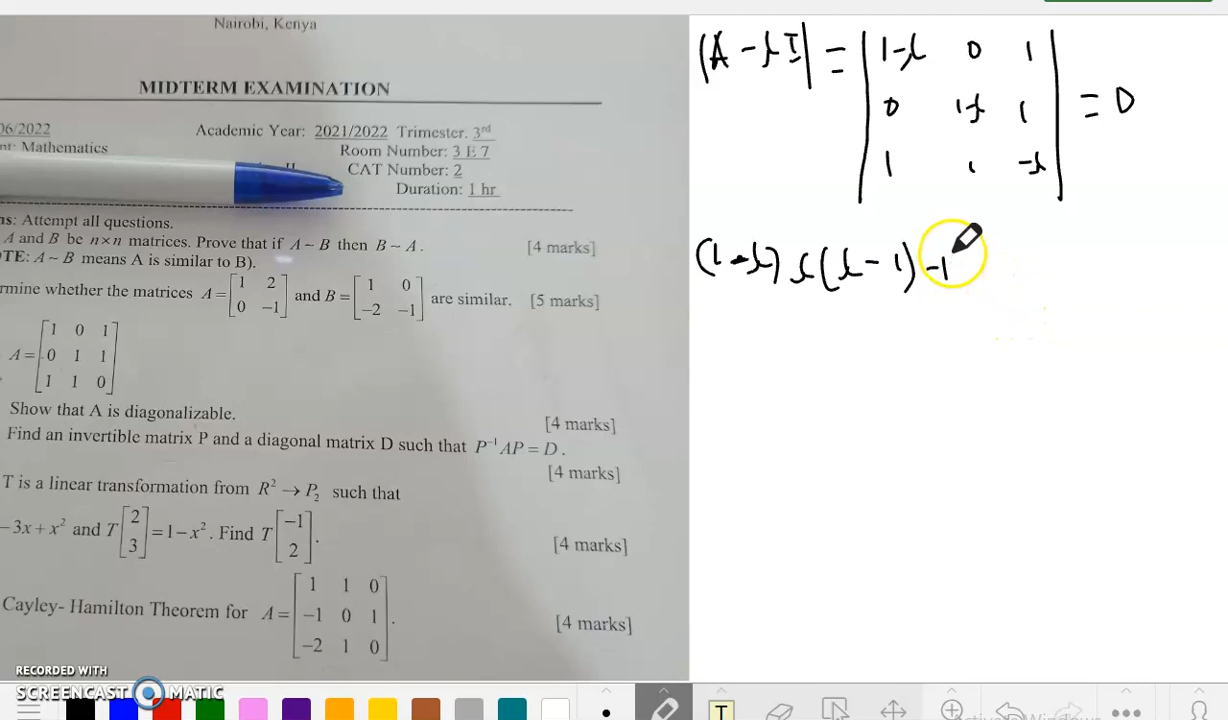 Nairobi, Kenya
MIDTERM EXAMINATION
06/2022 Academic Year: 2021/2022 Trimester. 3rd
nt: Mathematics Room Number: 3 E 7
CAT Number: 2
Duration: 1 hr
ns: Attempt all questions.
A and B be n×n matrices. Prove that if A ~ B then B ~ A. [4 marks]
TE: A ~ B means A is similar to B).
rmine whether the matrices A = [1 2 and B = [1 0 are similar. [5 marks]
0 -1] -2 -1]
A = [1 0 1
0 1 1
1 1 0]
Show that A is diagonalizable. [4 marks]
Find an invertible matrix P and a diagonal matrix D such that P⁻¹AP = D.
[4 marks]
T is a linear transformation from R² → P₂ such that
-3x + x² and T [2 3] = 1 - x². Find T [-1 2]. [4 marks]
Cayley- Hamilton Theorem for A = [1 1 0
-1 0 1
-2 1 0]. [4 marks]
|A - λI| = |1-λ 0 1
0 1-λ 1
1 1 -λ| = 0
(1-λ) λ(λ-1) -1
RECORDED WITH
SCREENCAST MATIC
T